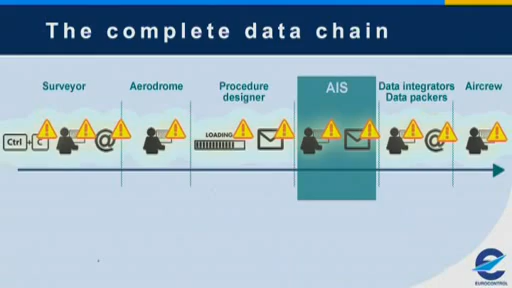 The complete data chain
Surveyor
Aerodrome
Procedure
designer
AIS
Data integrators
Data packers
Aircrew
Ctrl + C
@
LOADING
@
EUROCONTROL